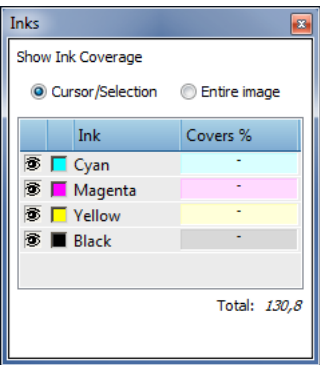 Inks
Show Ink Coverage
Cursor/Selection Entire image
Ink Covers %
Cyan -
Magenta -
Yellow -
Black -
Total: 130,8